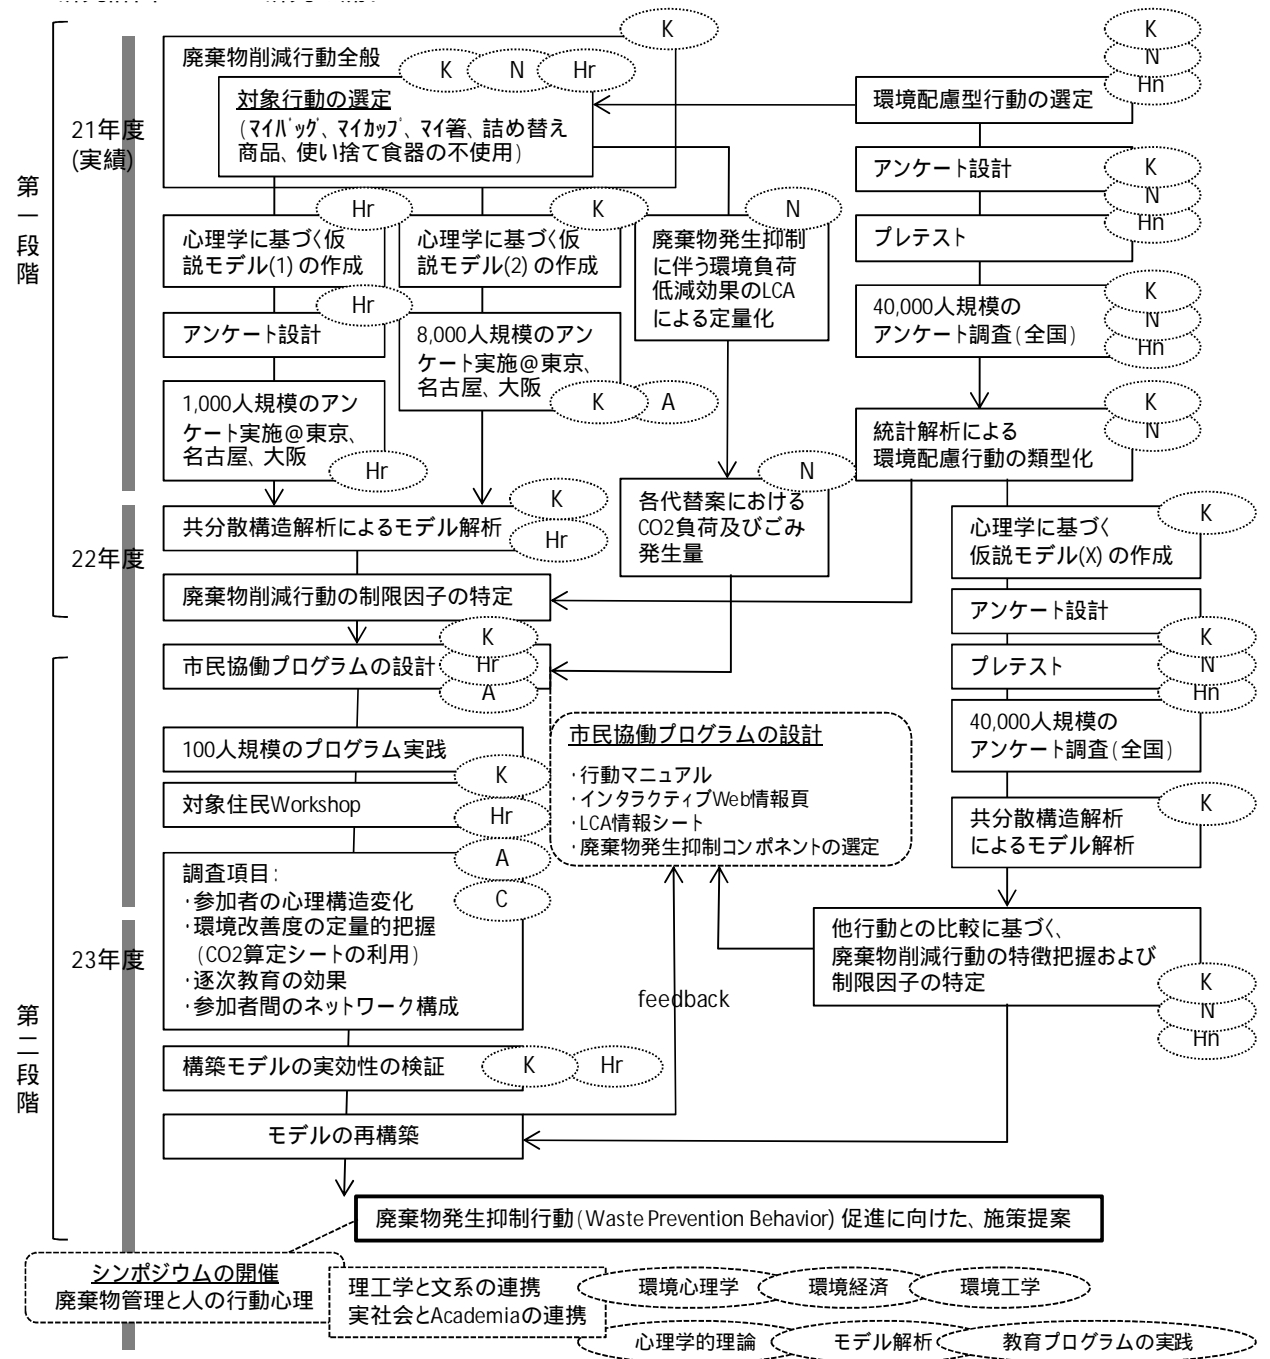 K
K
廃棄物削減行動全般
K
N
Hr
N
Hn
対象行動の選定
(マイバッグ、マイカップ、マイ箸、詰め替え
商品、使い捨て食器の不使用)
環境配慮型行動の選定
21年度
(実績)
第一段階
アンケート設計
K
N
Hn
プレテスト
Hr
心理学に基づく仮
説モデル(1) の作成
K
心理学に基づく仮
説モデル(2) の作成
N
廃棄物発生抑制
に伴う環境負荷
低減効果のLCA
による定量化
40,000人規模の
アンケート調査(全国)
K
N
Hn
Hr
アンケート設計
8,000人規模のアン
ケート実施@東京、
名古屋、大阪
K
A
1,000人規模のアン
ケート実施@東京、
名古屋、大阪
Hr
統計解析による
環境配慮行動の類型化
K
N
N
各代替案における
CO2負荷及びごみ
発生量
22年度
共分散構造解析によるモデル解析
K
Hr
心理学に基づく
仮説モデル(X) の作成
K
廃棄物削減行動の制限因子の特定
アンケート設計
市民協働プログラムの設計
K
Hr
A
プレテスト
K
N
Hn
40,000人規模の
アンケート調査(全国)
市民協働プログラムの設計
・行動マニュアル
・インタラクティブWeb情報頁
・LCA情報シート
・廃棄物発生抑制コンポネントの選定
100人規模のプログラム実践
対象住民Workshop
K
Hr
A
C
共分散構造解析
によるモデル解析
K
調査項目:
・参加者の心理構造変化
・環境改善度の定量的把握
(CO2算定シートの利用)
・逐次教育の効果
・参加者間のネットワーク構成
他行動との比較に基づく、
廃棄物削減行動の特徴把握および
制限因子の特定
K
N
Hn
23年度
第二段階
feedback
構築モデルの実効性の検証
K
Hr
モデルの再構築
廃棄物発生抑制行動(Waste Prevention Behavior) 促進に向けた、施策提案
シンポジウムの開催
廃棄物管理と人の行動心理
理工学と文系の連携
実社会とAcademiaの連携
環境心理学
環境経済
環境工学
心理学的理論
モデル解析
教育プログラムの実践